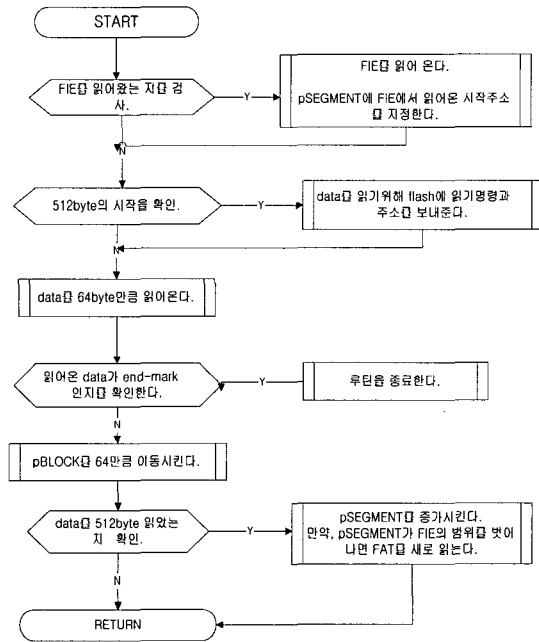 START
FIE를 읽어왔는 지를 검
사.
Y
FIE를 읽어 온다.
pSEGMENT에 FIE에서 읽어온 시작주소
를 지정한다.
N
512byte의 시작을 확인.
Y
data를 읽기위해 flash에 읽기명령과
주소를 보내준다.
N
data를 64byte만큼 읽어온다.
읽어온 data가 end-mark
인지를 확인한다.
Y
루틴을 종료한다.
N
pBLOCK를 64만큼 이동시킨다.
data를 512byte 읽었는
지 확인.
Y
pSEGMENT를 증가시킨다.
만약, pSEGMENT가 FIE의 범위를 벗어
나면 FAT를 새로 읽는다.
N
RETURN